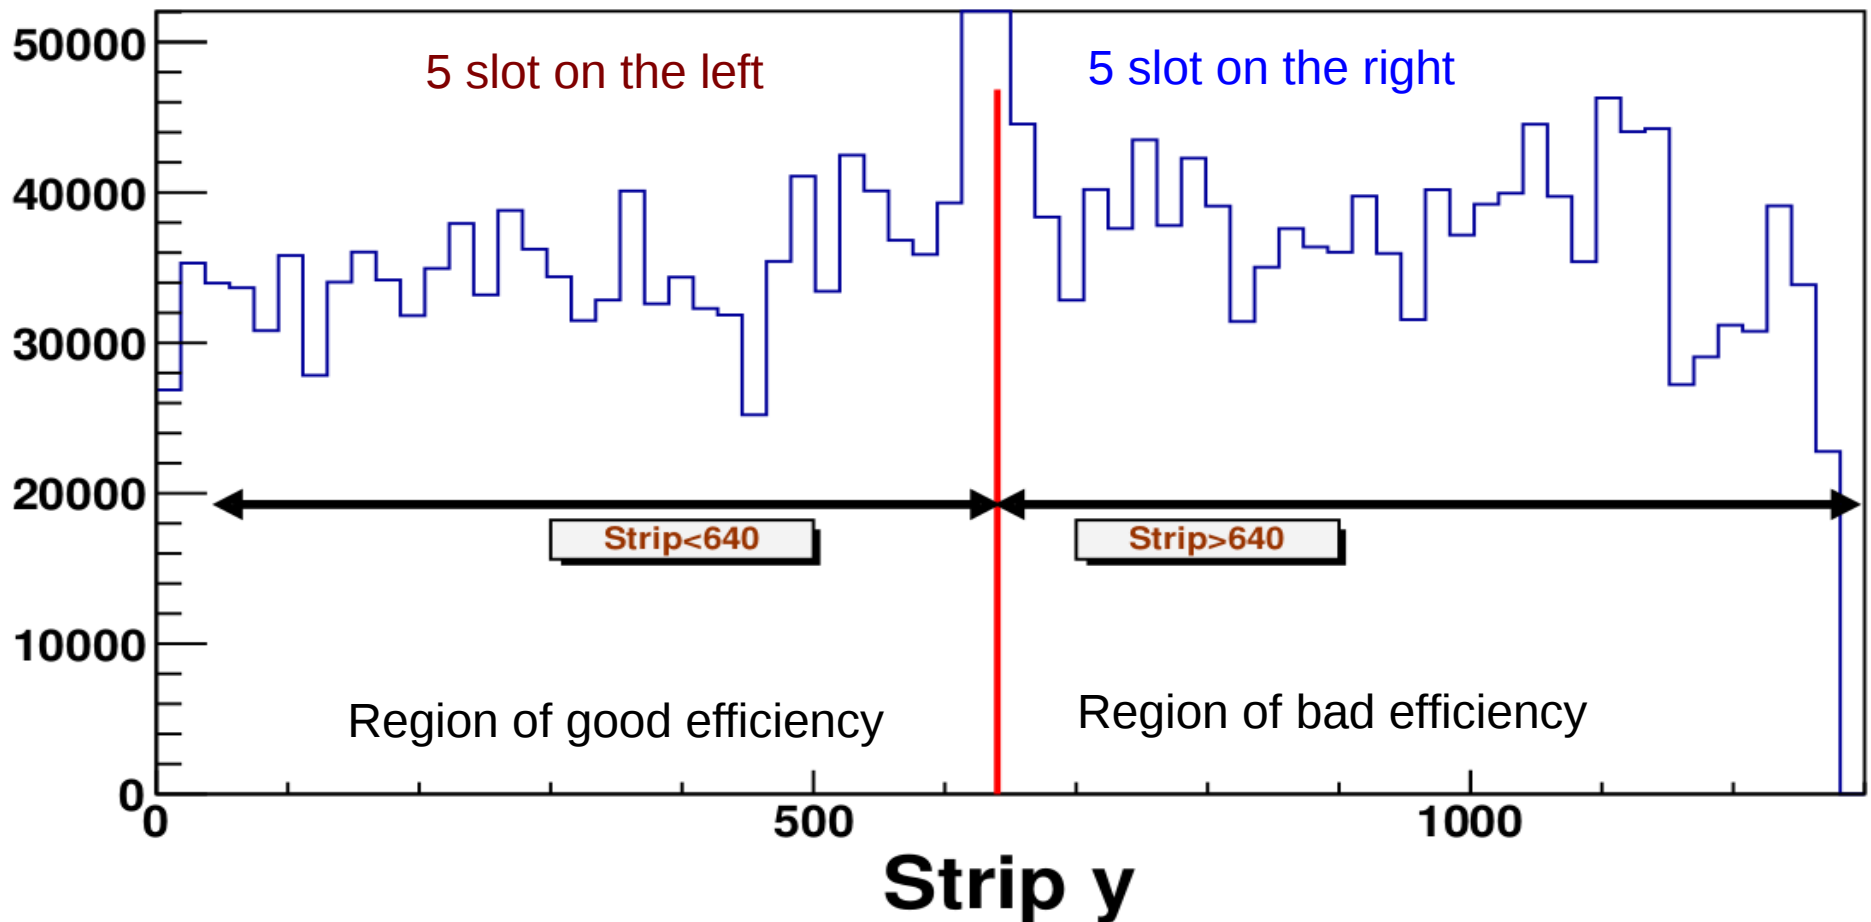 50000
40000
30000
20000
10000
0
5 slot on the left
5 slot on the right
Strip<640
Strip>640
Region of good efficiency
Region of bad efficiency
0 500 1000
Strip y